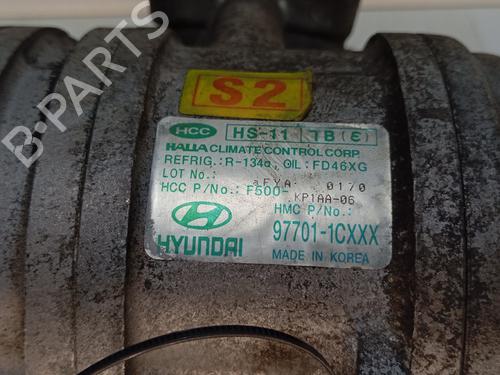 S2
HCC HS-11 1B(E)
HALLA CLIMATE CONTROL CORP.
REFRIG.: R-134a, OIL: FD46XG
LOT No.: 0170
HCC P/No.: F500-
KP1AA-06
HMC P/No.:
97701-1CXXX
HYUNDAI
MADE IN KOREA